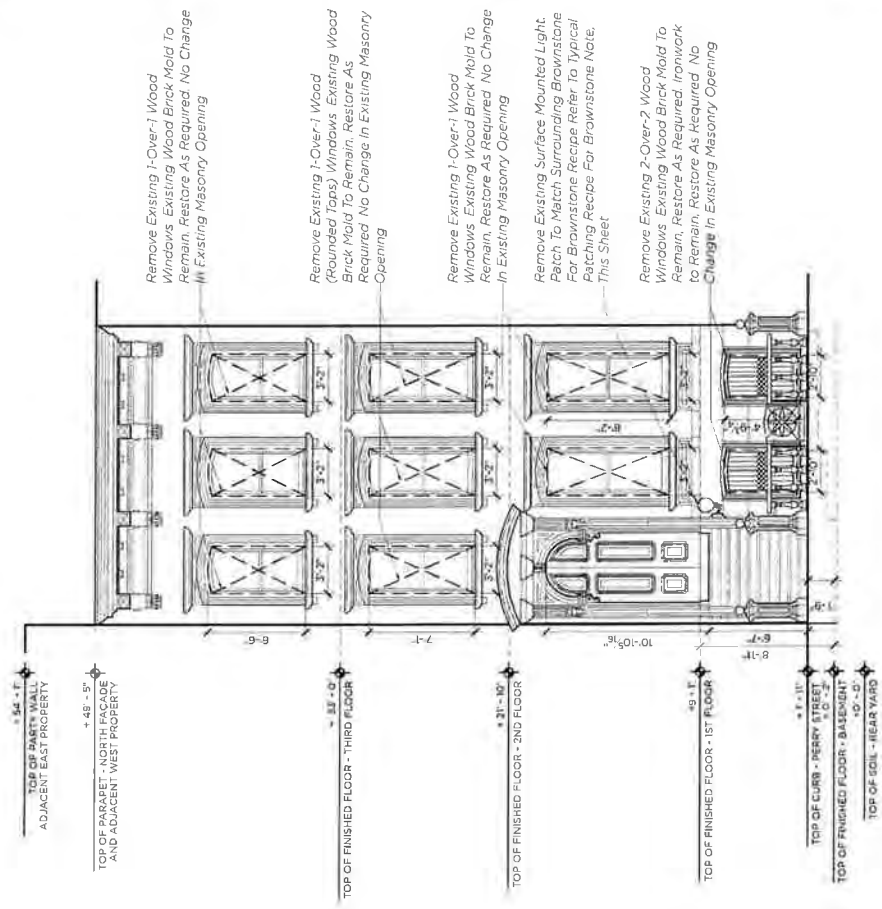 Remove Existing 1-Over-1 Wood
Windows Existing Wood Brick Mold To
Remain, Restore As Required. No Change
In Existing Masonry Opening
Remove Existing 1-Over-1 Wood
(Rounded Tops) Windows Existing Wood
Brick Mold To Remain. Restore As
Required No Change In Existing Masonry
Opening
Remove Existing 1-Over-1 Wood
Windows Existing Wood Brick Mold To
Remain, Restore As Required No Change
In Existing Masonry Opening
Remove Existing Surface Mounted Light.
Patch To Match Surrounding Brownstone
For Brownstone Recipe Refer To Typical
Patching Recipe For Brownstone Note,
This Sheet
Remove Existing 2-Over-2 Wood
Windows Existing Wood Brick Mold To
Remain, Restore As Required. Ironwork
to Remain. Restore As Required No
Change In Existing Masonry Opening
3'-2"
3'-2"
3'-2"
3'-2"
3'-2"
3'-2"
3'-2"
3'-2"
8'-2"
4'-9¾"
2'-10"
2'-10"
6'-6"
7'-1"
10'-10 5/16"
6'-7"
8'-11"
1'-9"
+ 54'-1"
TOP OF PARTY WALL
ADJACENT EAST PROPERTY
+ 49' - 5"
TOP OF PARAPET - NORTH FAÇADE
AND ADJACENT WEST PROPERTY
33' - 0"
TOP OF FINISHED FLOOR - THIRD FLOOR
+ 21' - 10"
TOP OF FINISHED FLOOR - 2ND FLOOR
+9'-1"
TOP OF FINISHED FLOOR - 1ST FLOOR
+ 1' - 11"
TOP OF CURB - PERRY STREET
+ 0' - 2"
TOP OF FINISHED FLOOR - BASEMENT
+0' - 0"
TOP OF SOIL - REAR YARD